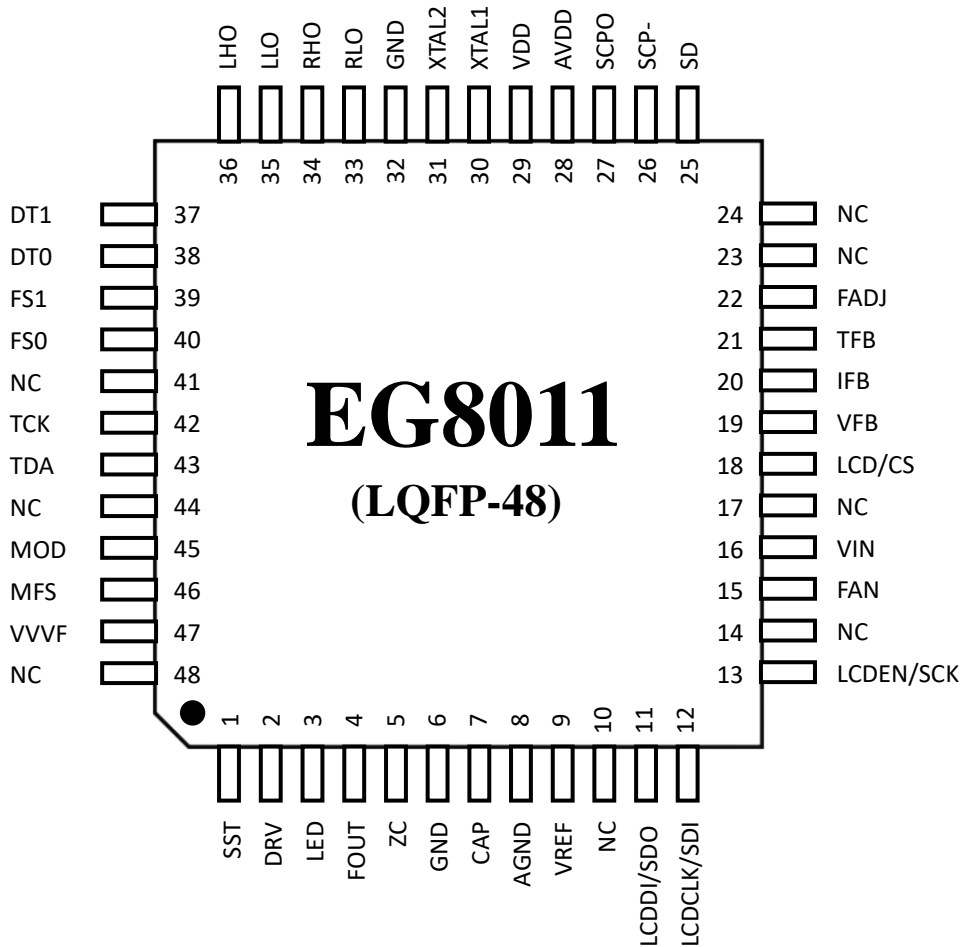 LHO
LLO
RHO
RLO
GND
XTAL2
XTAL1
VDD
AVDD
SCPO
SCP-
SD
36
35
34
33
32
31
30
29
28
27
26
25
DT1 37
DT0 38
FS1 39
FS0 40
NC 41
TCK 42
TDA 43
NC 44
MOD 45
MFS 46
VVVF 47
NC 48
EG8011
(LQFP-48)
24 NC
23 NC
22 FADJ
21 TFB
20 IFB
19 VFB
18 LCD/CS
17 NC
16 VIN
15 FAN
14 NC
13 LCDEN/SCK
1
2
3
4
5
6
7
8
9
10
11
12
SST
DRV
LED
FOUT
ZC
GND
CAP
AGND
VREF
NC
LCDDI/SDO
LCDCLK/SDI